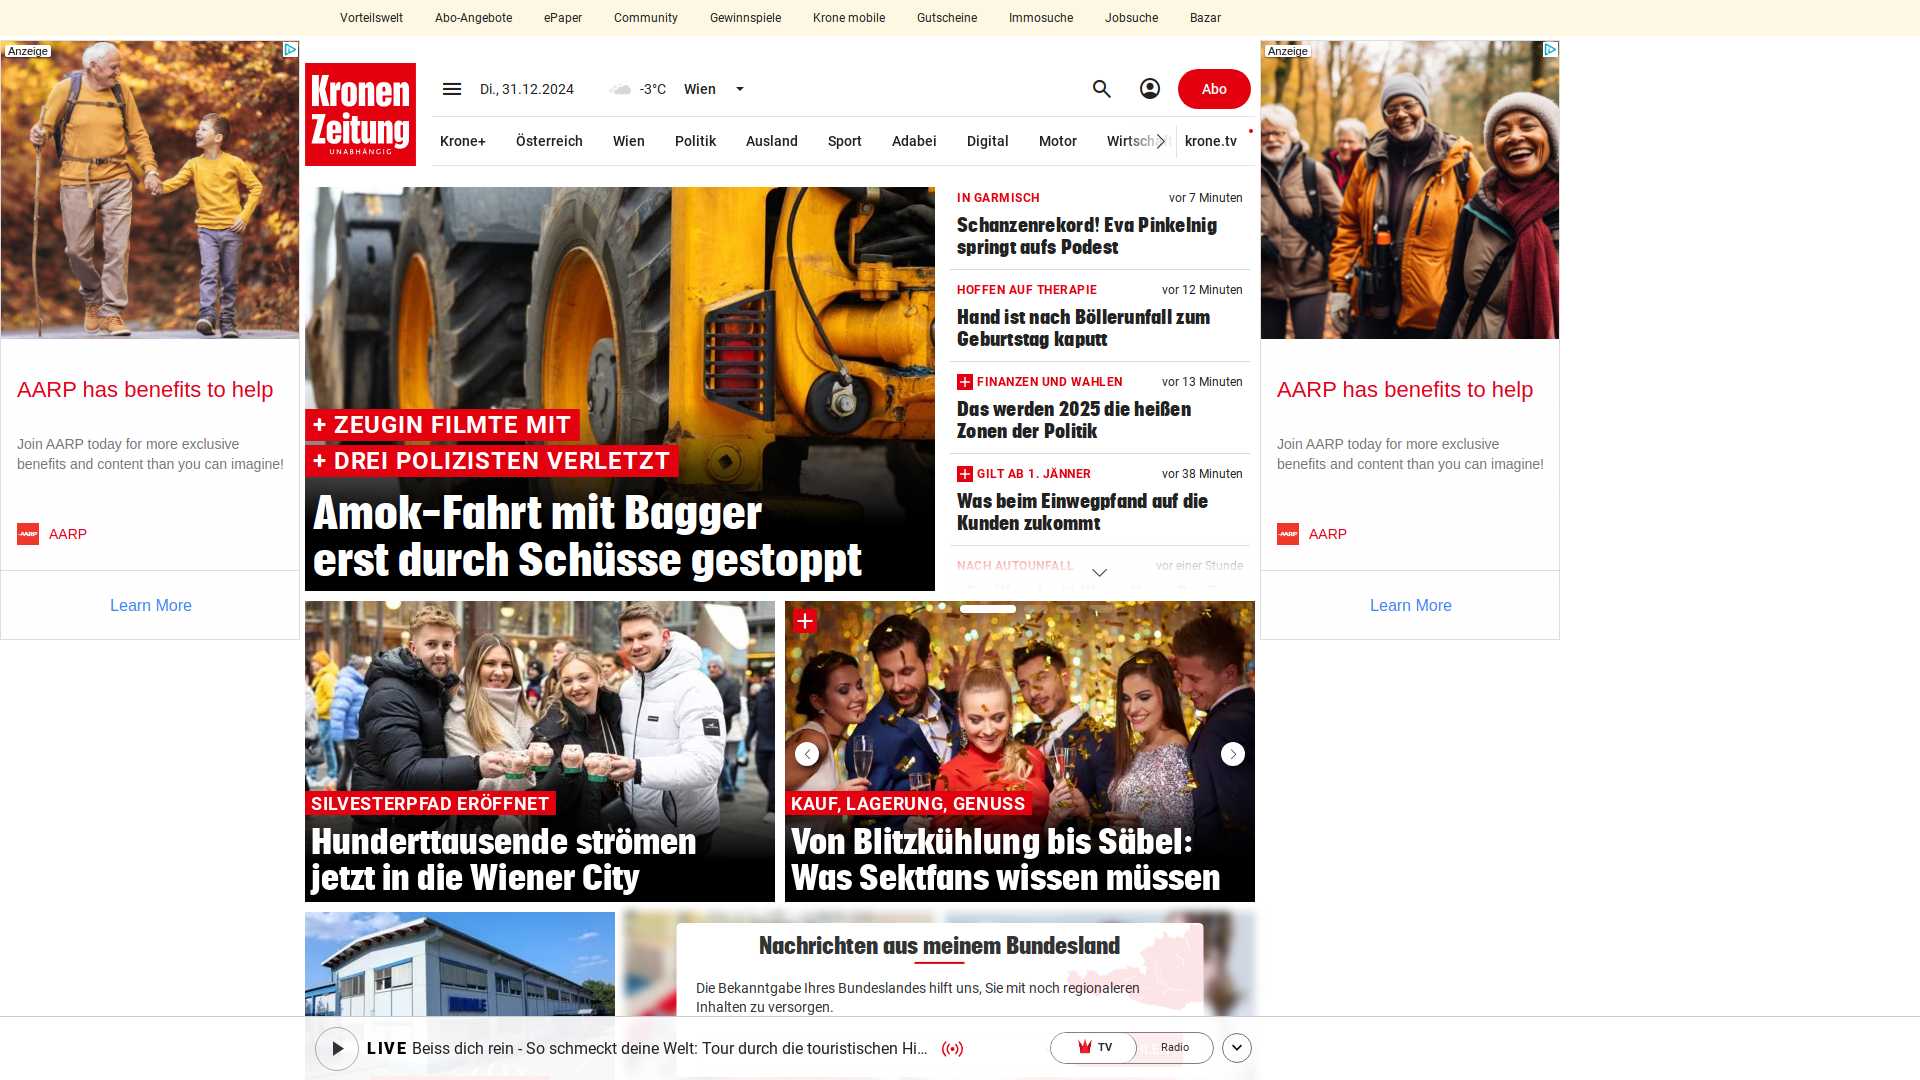 Vorteilswelt
Abo-Angebote
ePaper
Community
Gewinnspiele
Krone mobile
Gutscheine
Immosuche
Jobsuche
Bazar
Anzeige
AARP has benefits to help
Join AARP today for more exclusive
benefits and content than you can imagine!
AARP
Learn More
Kronen
Zeitung
UNABHÄNGIG
Di., 31.12.2024
-3°C
Wien
Abo
Krone+
Österreich
Wien
Politik
Ausland
Sport
Adabei
Digital
Motor
Wirtschaft
krone.tv
+ ZEUGIN FILMTE MIT
+ DREI POLIZISTEN VERLETZT
Amok-Fahrt mit Bagger
erst durch Schüsse gestoppt
IN GARMISCH
vor 7 Minuten
Schanzenrekord! Eva Pinkelnig
springt aufs Podest
HOFFEN AUF THERAPIE
vor 12 Minuten
Hand ist nach Böllerunfall zum
Geburtstag kaputt
FINANZEN UND WAHLEN
vor 13 Minuten
Das werden 2025 die heißen
Zonen der Politik
GILT AB 1. JÄNNER
vor 38 Minuten
Was beim Einwegpfand auf die
Kunden zukommt
NACH AUTOUNFALL
vor einer Stunde
SILVESTERPFAD ERÖFFNET
Hunderttausende strömen
jetzt in die Wiener City
KAUF, LAGERUNG, GENUSS
Von Blitzkühlung bis Säbel:
Was Sektfans wissen müssen
Nachrichten aus meinem Bundesland
Die Bekanntgabe Ihres Bundeslandes hilft uns, Sie mit noch regionaleren
Inhalten zu versorgen.
LIVE Beiss dich rein - So schmeckt deine Welt: Tour durch die touristischen Hi...
TV
Radio
Anzeige
AARP has benefits to help
Join AARP today for more exclusive
benefits and content than you can imagine!
AARP
Learn More